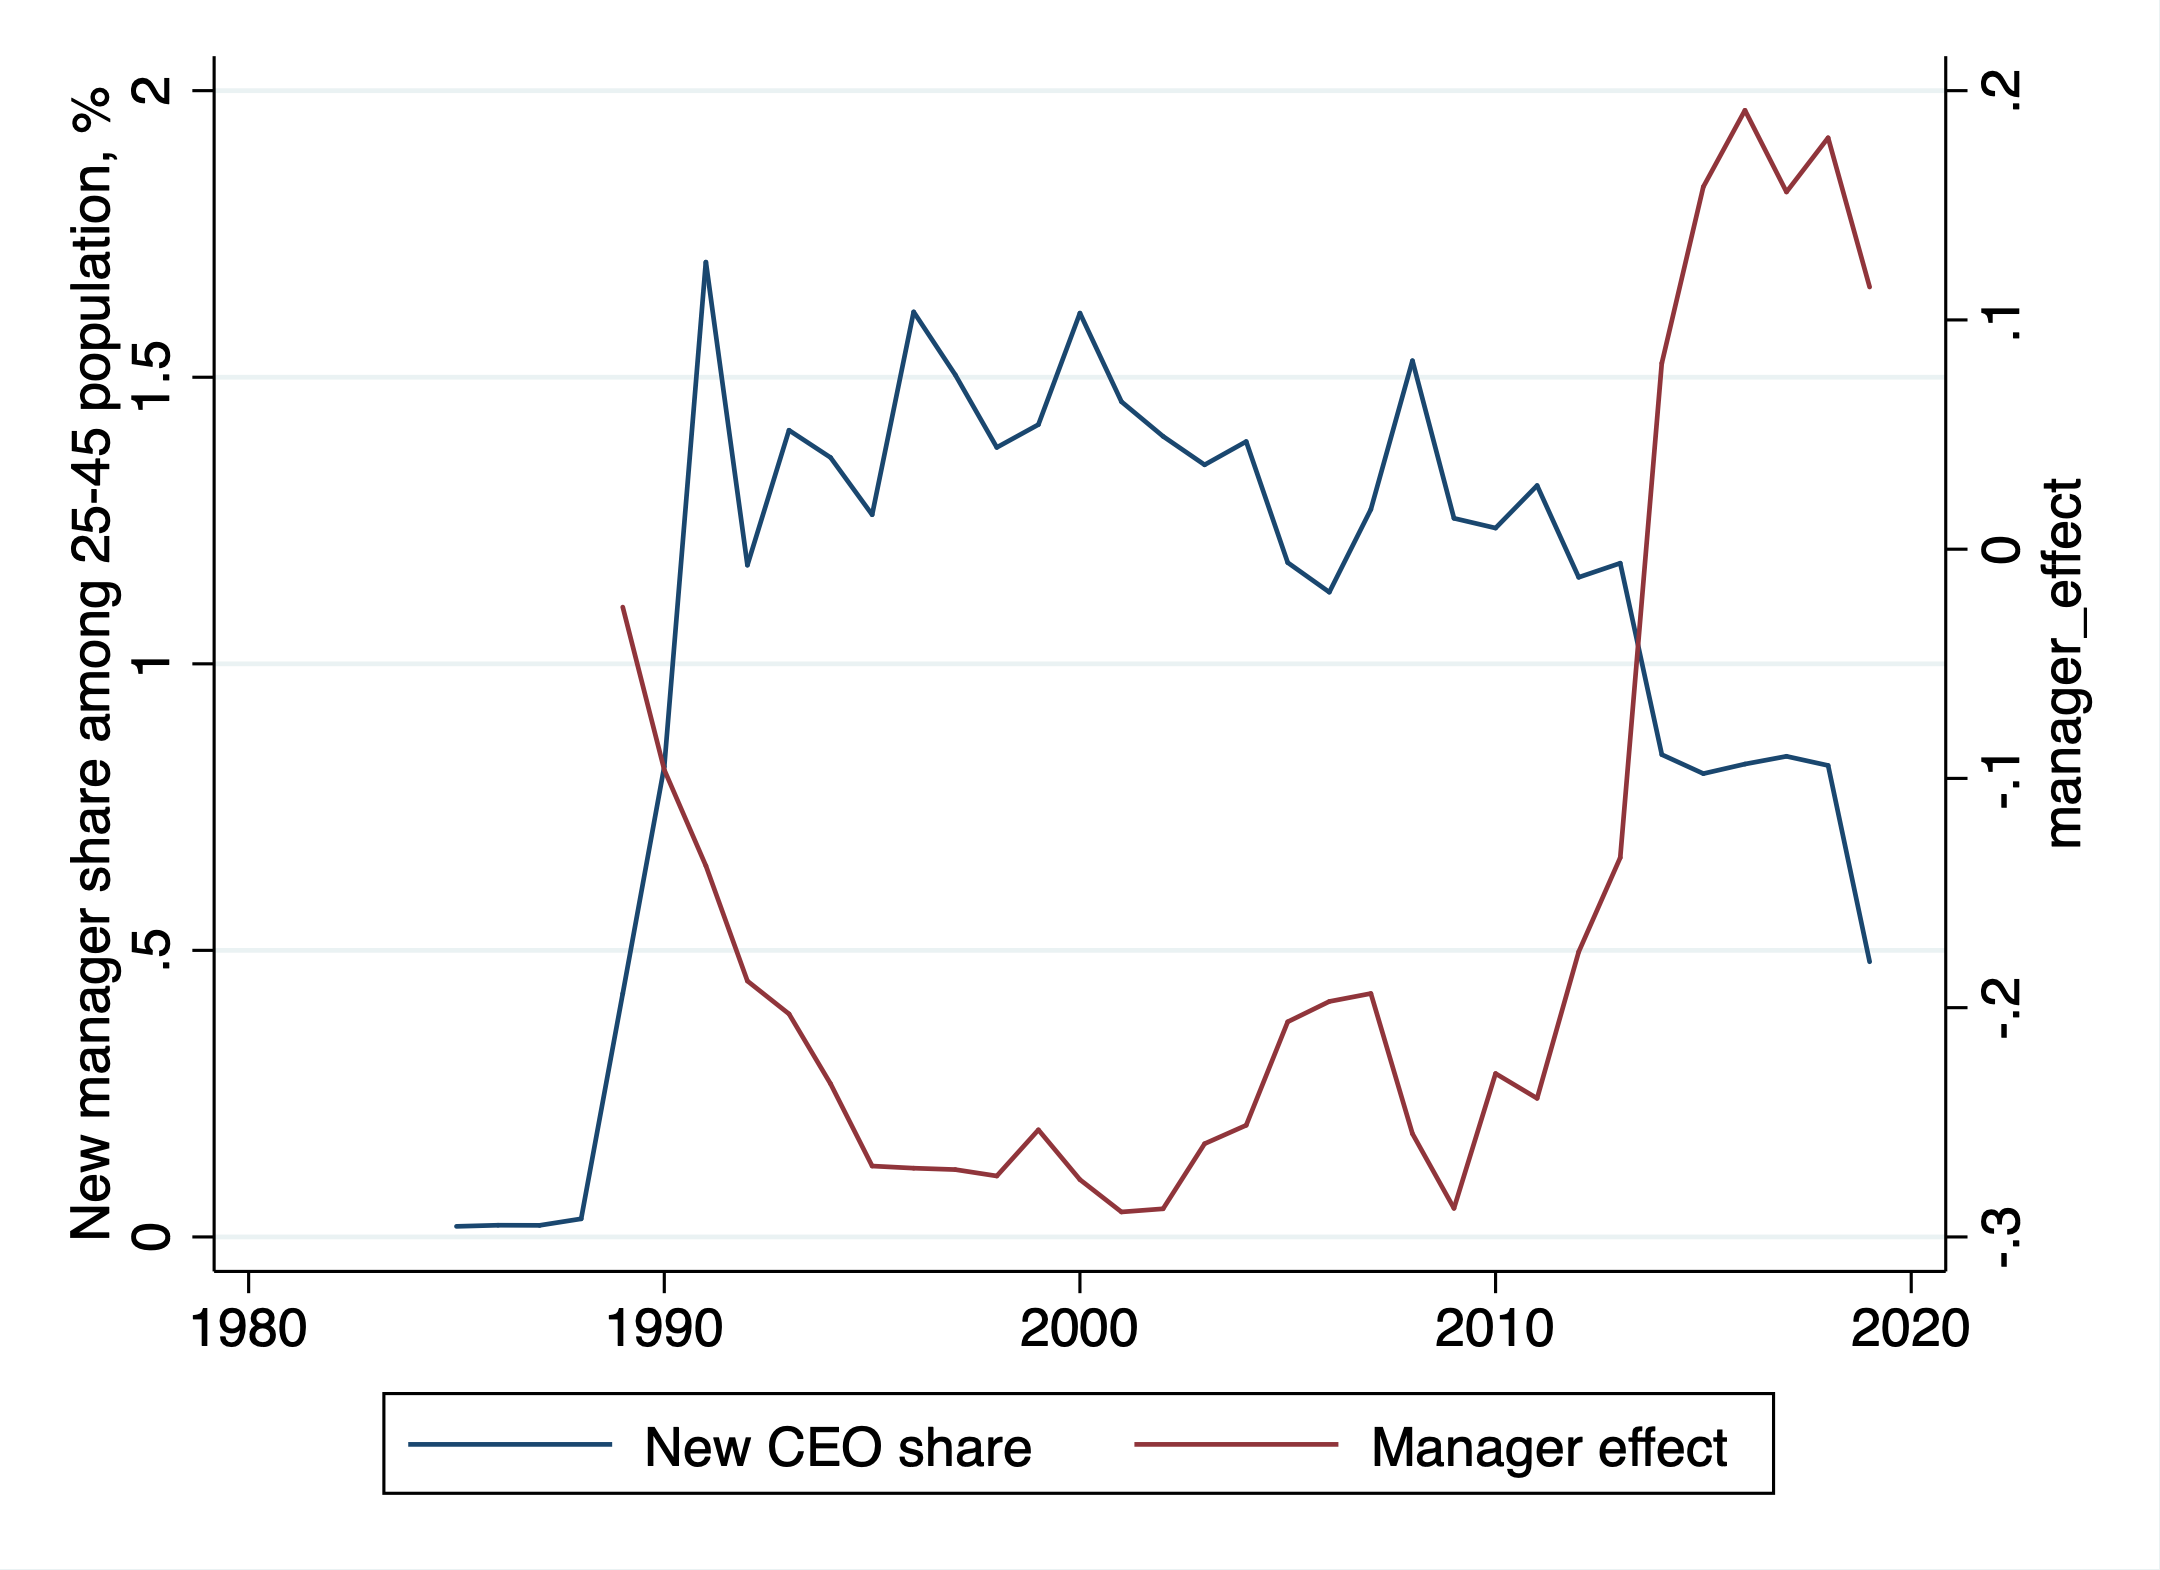 New manager share among 25-45 population, %
2
1.5
1
.5
0
.2
.1
0
-.1
-.2
-.3
manager_effect
1980 1990 2000 2010 2020
New CEO share Manager effect